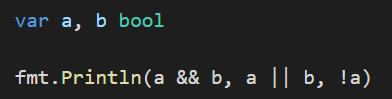 var a, b bool
fmt.Println(a && b, a || b, !a)